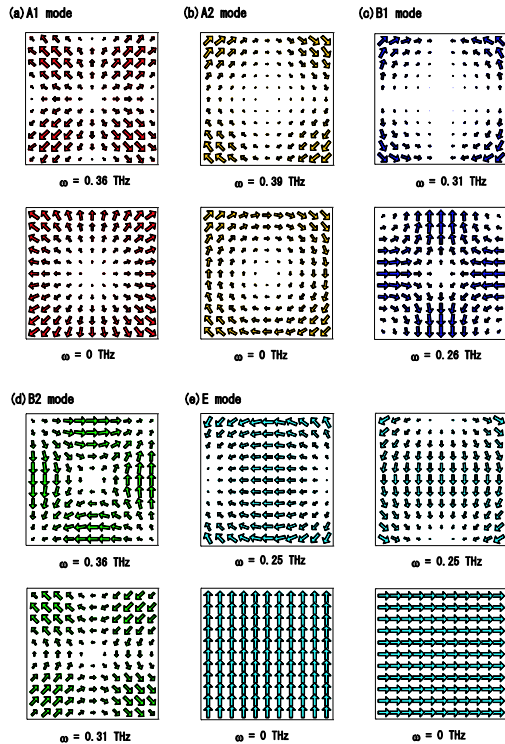 (a) A1 mode
(b) A2 mode
(c) B1 mode
ω = 0.36 THz
ω = 0.39 THz
ω = 0.31 THz
ω = 0 THz
ω = 0 THz
ω = 0.26 THz
(d) B2 mode
(e) E mode
ω = 0.36 THz
ω = 0.25 THz
ω = 0.25 THz
ω = 0.31 THz
ω = 0 THz
ω = 0 THz